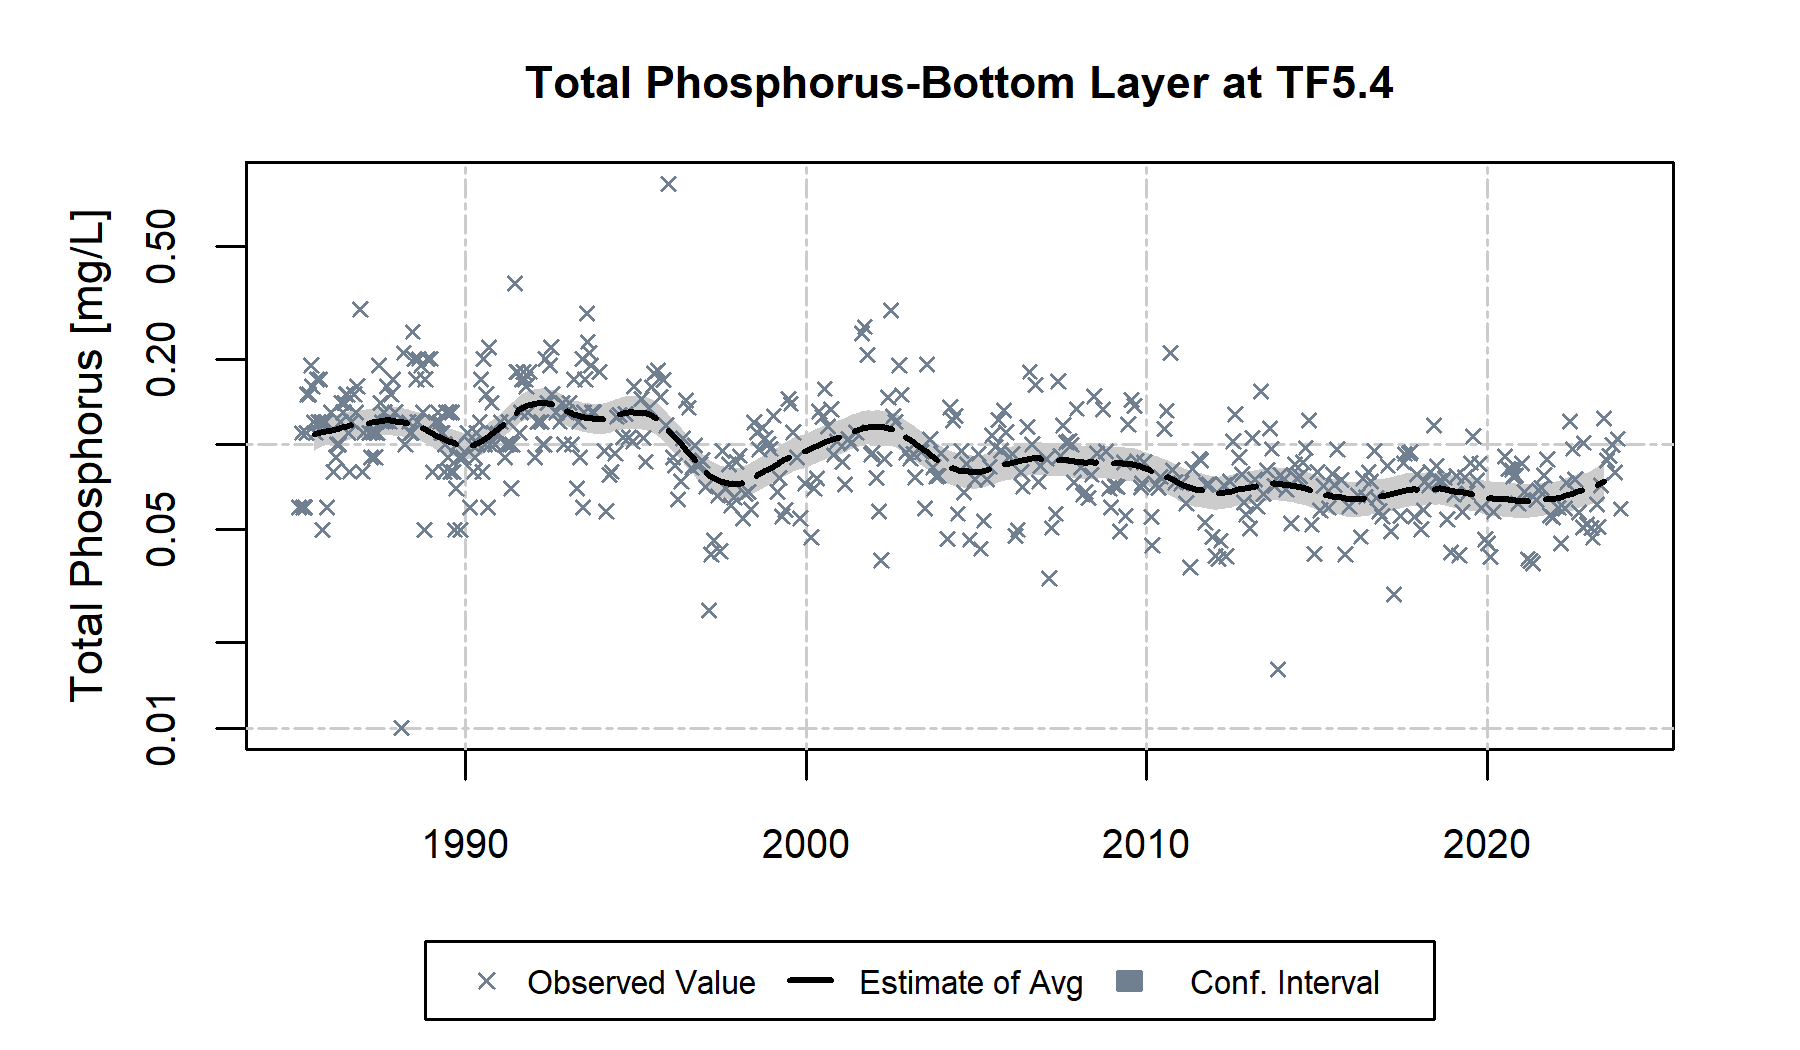 Total Phosphorus-Bottom Layer at TF5.4
Total Phosphorus [mg/L]
0.50
0.20
0.05
0.01
1990 2000 2010 2020
Observed Value Estimate of Avg Conf. Interval